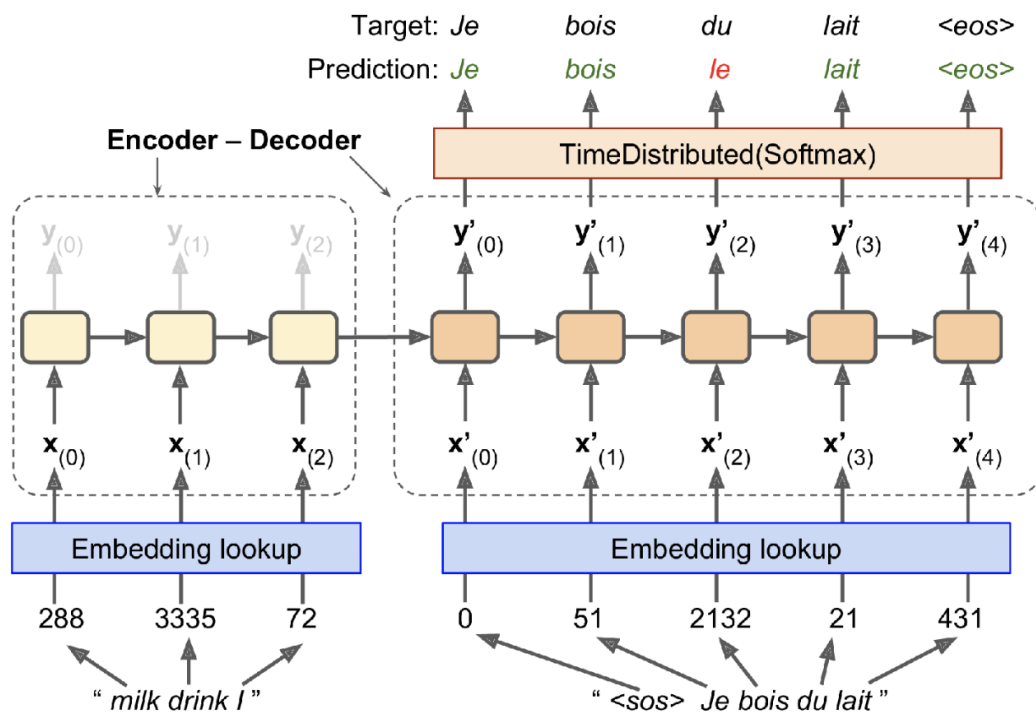 Target: Je bois du lait <eos>
Prediction: Je bois le lait <eos>
Encoder – Decoder
TimeDistributed(Softmax)
y(0) y(1) y(2) y'(0) y'(1) y'(2) y'(3) y'(4)
x(0) x(1) x(2) x'(0) x'(1) x'(2) x'(3) x'(4)
Embedding lookup Embedding lookup
288 3335 72 0 51 2132 21 431
“ milk drink I ” “ <sos> Je bois du lait ”